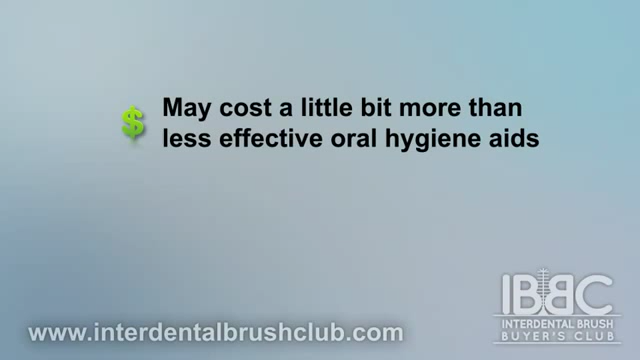 $
May cost a little bit more than
less effective oral hygiene aids
IBBC
INTERDENTAL BRUSH
BUYER'S CLUB
www.interdentalbrushclub.com